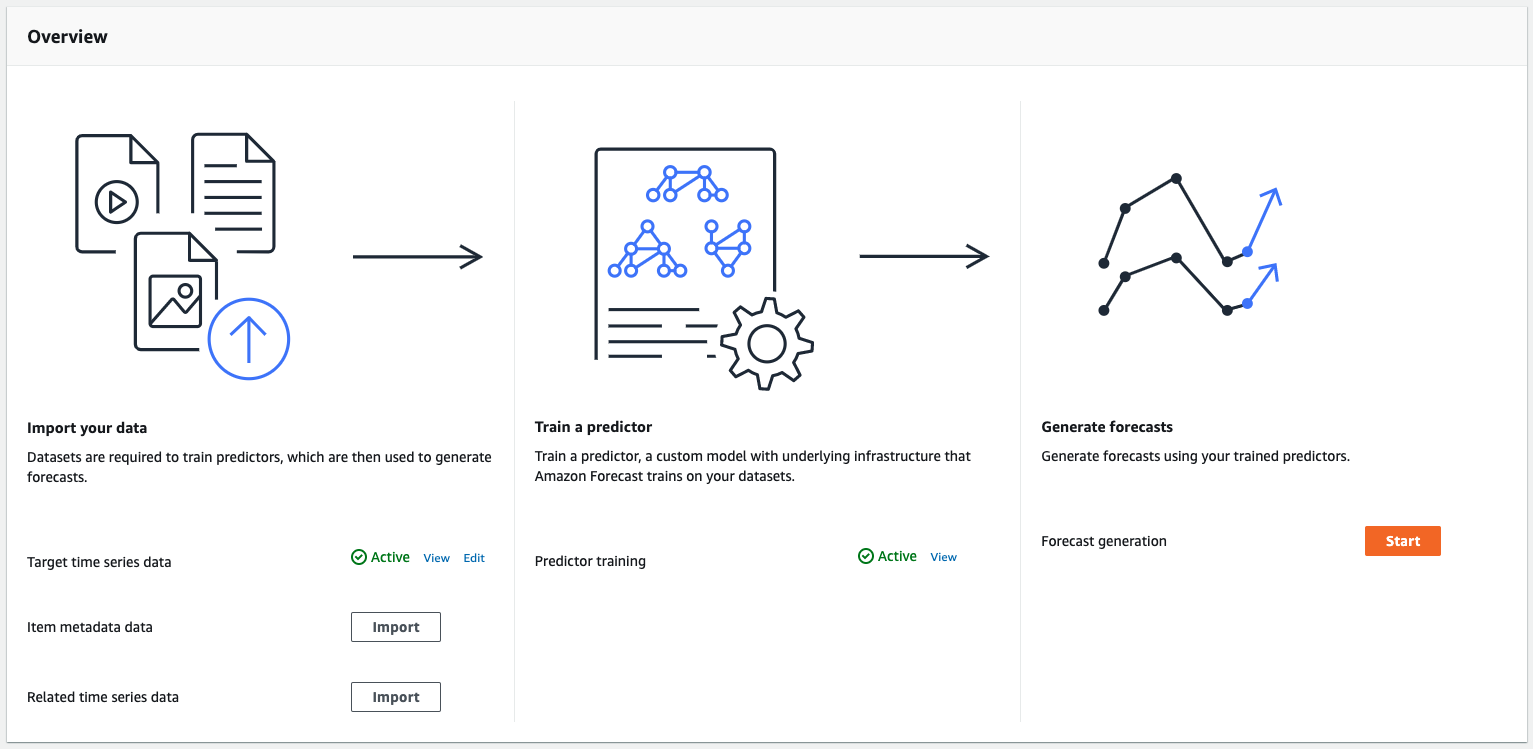 Overview
Import your data
Datasets are required to train predictors, which are then used to generate
forecasts.
Target time series data
Active View Edit
Item metadata data
Import
Related time series data
Import
Train a predictor
Train a predictor, a custom model with underlying infrastructure that
Amazon Forecast trains on your datasets.
Predictor training
Active View
Generate forecasts
Generate forecasts using your trained predictors.
Forecast generation
Start